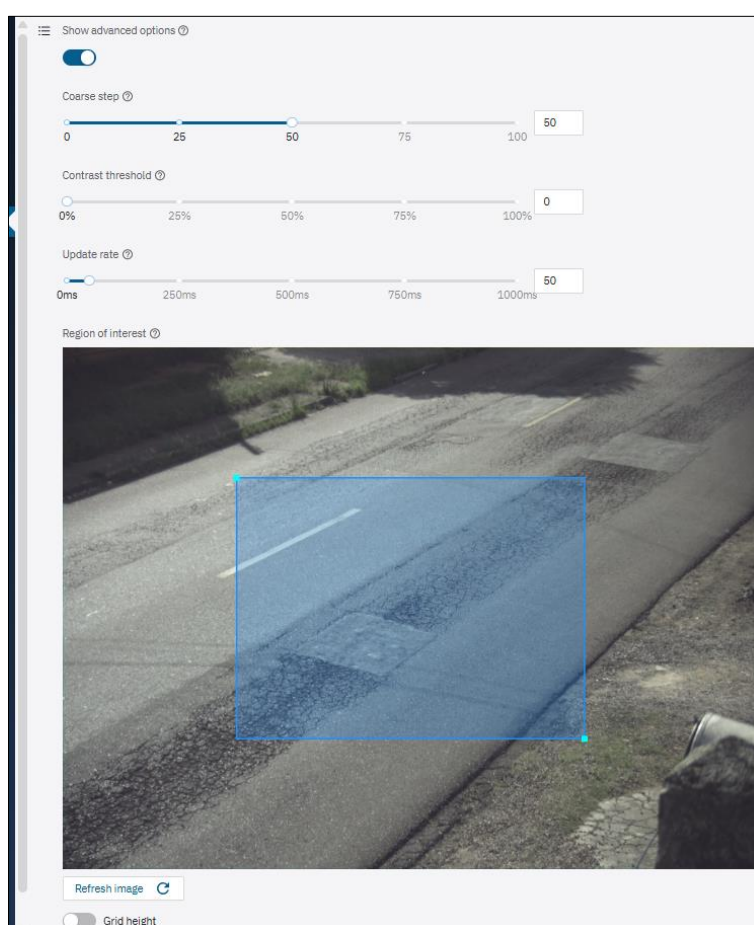 Show advanced options
Coarse step
50
0 25 50 75 100
Contrast threshold
0
0% 25% 50% 75% 100%
Update rate
50
0ms 250ms 500ms 750ms 1000ms
Region of interest
Refresh image
Grid height